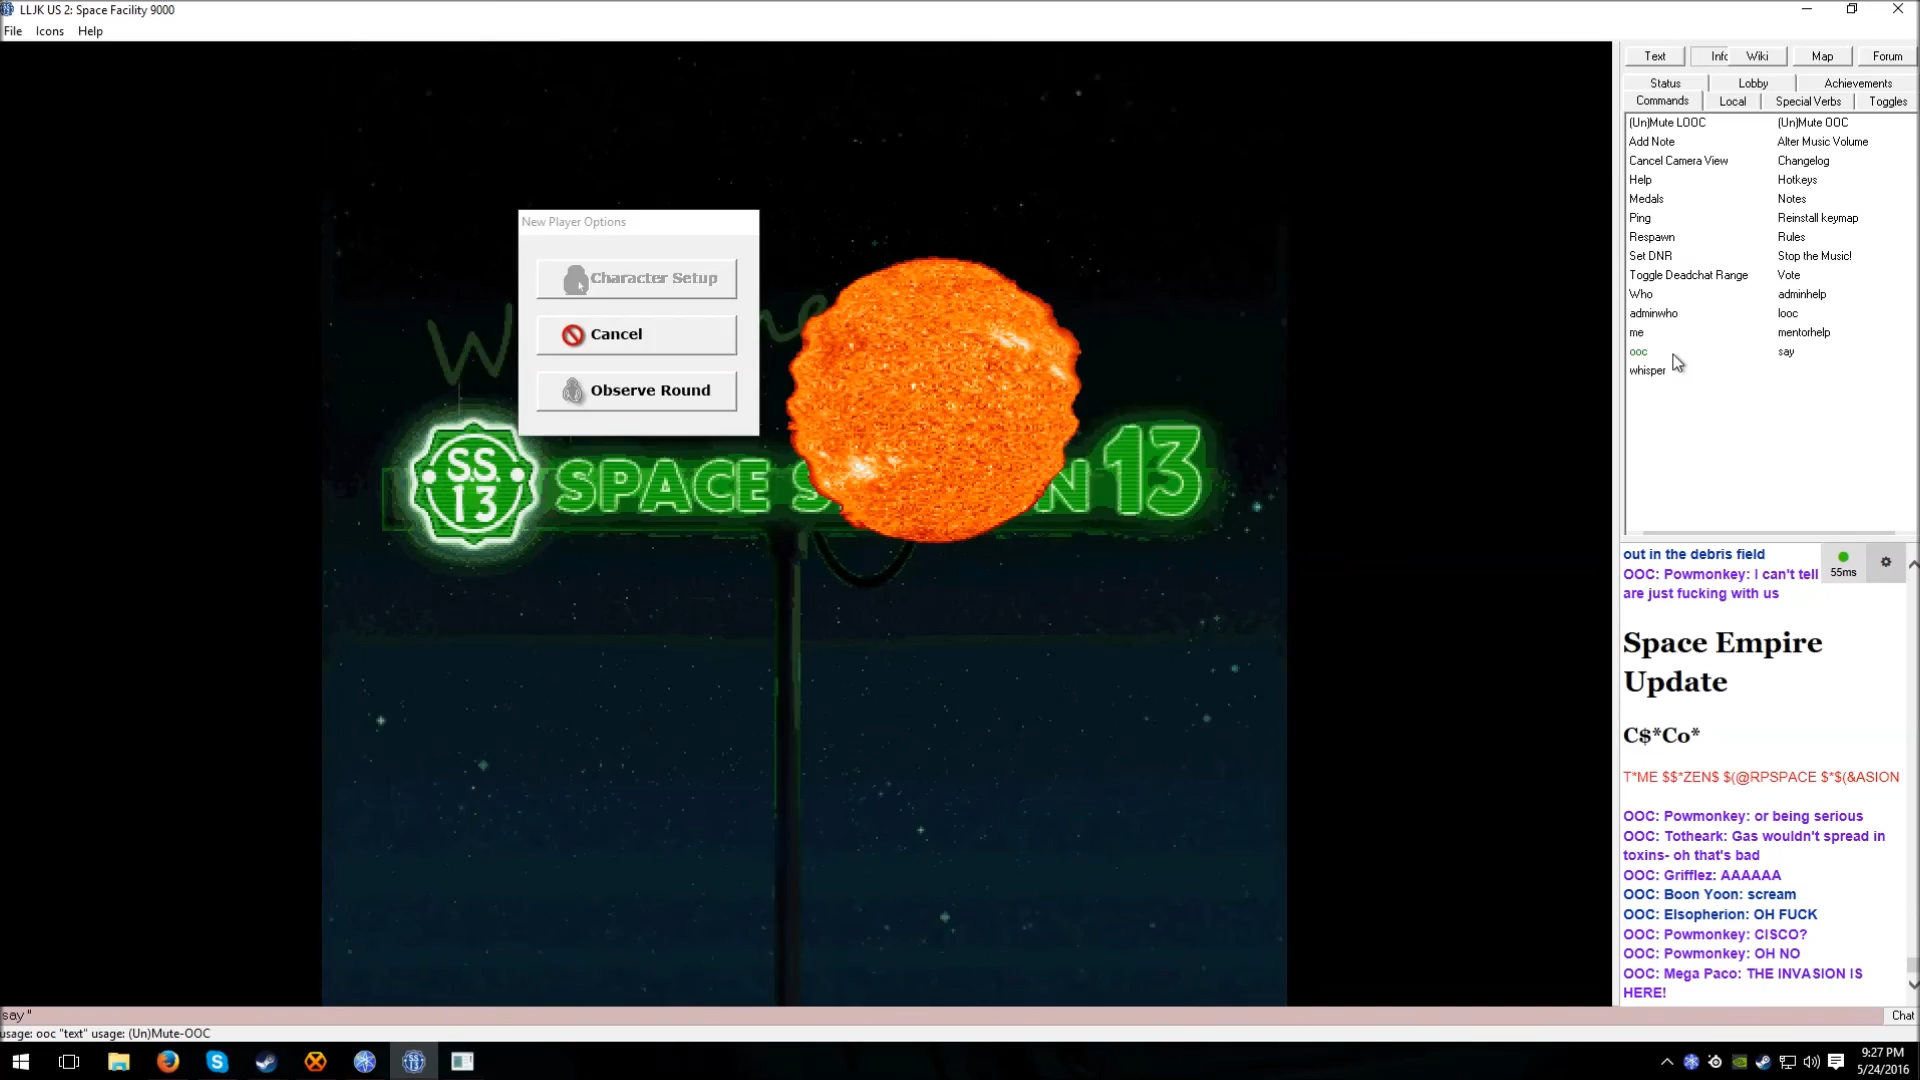 LLJK US 2: Space Facility 9000
File Icons Help
Text Info Wiki Map Forum
Status Lobby Achievements
Commands Local Special Verbs Toggles
(Un)Mute LOOC (Un)Mute OOC
Add Note Alter Music Volume
Cancel Camera View Changelog
Help Hotkeys
Medals Notes
Ping Reinstall keymap
Respawn Rules
Set DNR Stop the Music!
Toggle Deadchat Range Vote
Who adminhelp
adminwho looc
me mentorhelp
ooc say
whisper
New Player Options
Character Setup
Cancel
Observe Round
S.S.
13
SPACE S N 13
out in the debris field
55ms
OOC: Powmonkey: I can't tell
are just fucking with us
Space Empire
Update
C$*Co*
T*ME $$*ZEN$ $(@RPSPACE $*$(&ASION
OOC: Powmonkey: or being serious
OOC: Totheark: Gas wouldn't spread in
toxins- oh that's bad
OOC: Grifflez: AAAAAA
OOC: Boon Yoon: scream
OOC: Elsopherion: OH FUCK
OOC: Powmonkey: CISCO?
OOC: Powmonkey: OH NO
OOC: Mega Paco: THE INVASION IS
HERE!
say " Chat
usage: ooc "text" usage: (Un)Mute-OOC
9:27 PM
5/24/2016